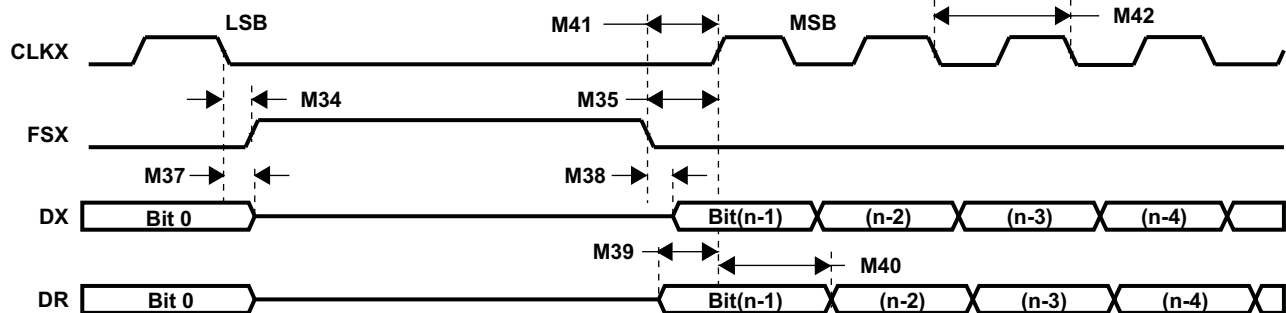 LSB M41 MSB M42
CLKX
M34 M35
FSX
M37 M38
DX Bit 0 Bit(n-1) (n-2) (n-3) (n-4)
M39 M40
DR Bit 0 Bit(n-1) (n-2) (n-3) (n-4)